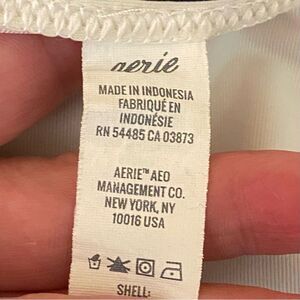 aerie
MADE IN INDONESIA
FABRIQUÉ EN
INDONÉSIE
RN 54485 CA 03873
AERIE™ AEO
MANAGEMENT CO.
NEW YORK, NY
10016 USA
SHELL: